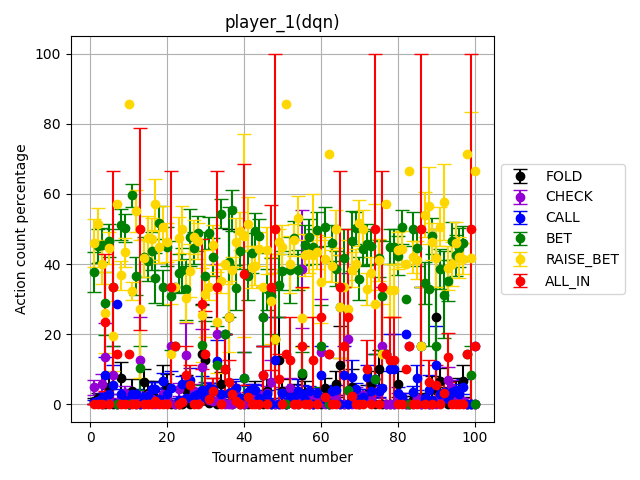 player_1(dqn)
Action count percentage
100
80
60
40
20
0
0 20 40 60 80 100
Tournament number
FOLD
CHECK
CALL
BET
RAISE_BET
ALL_IN